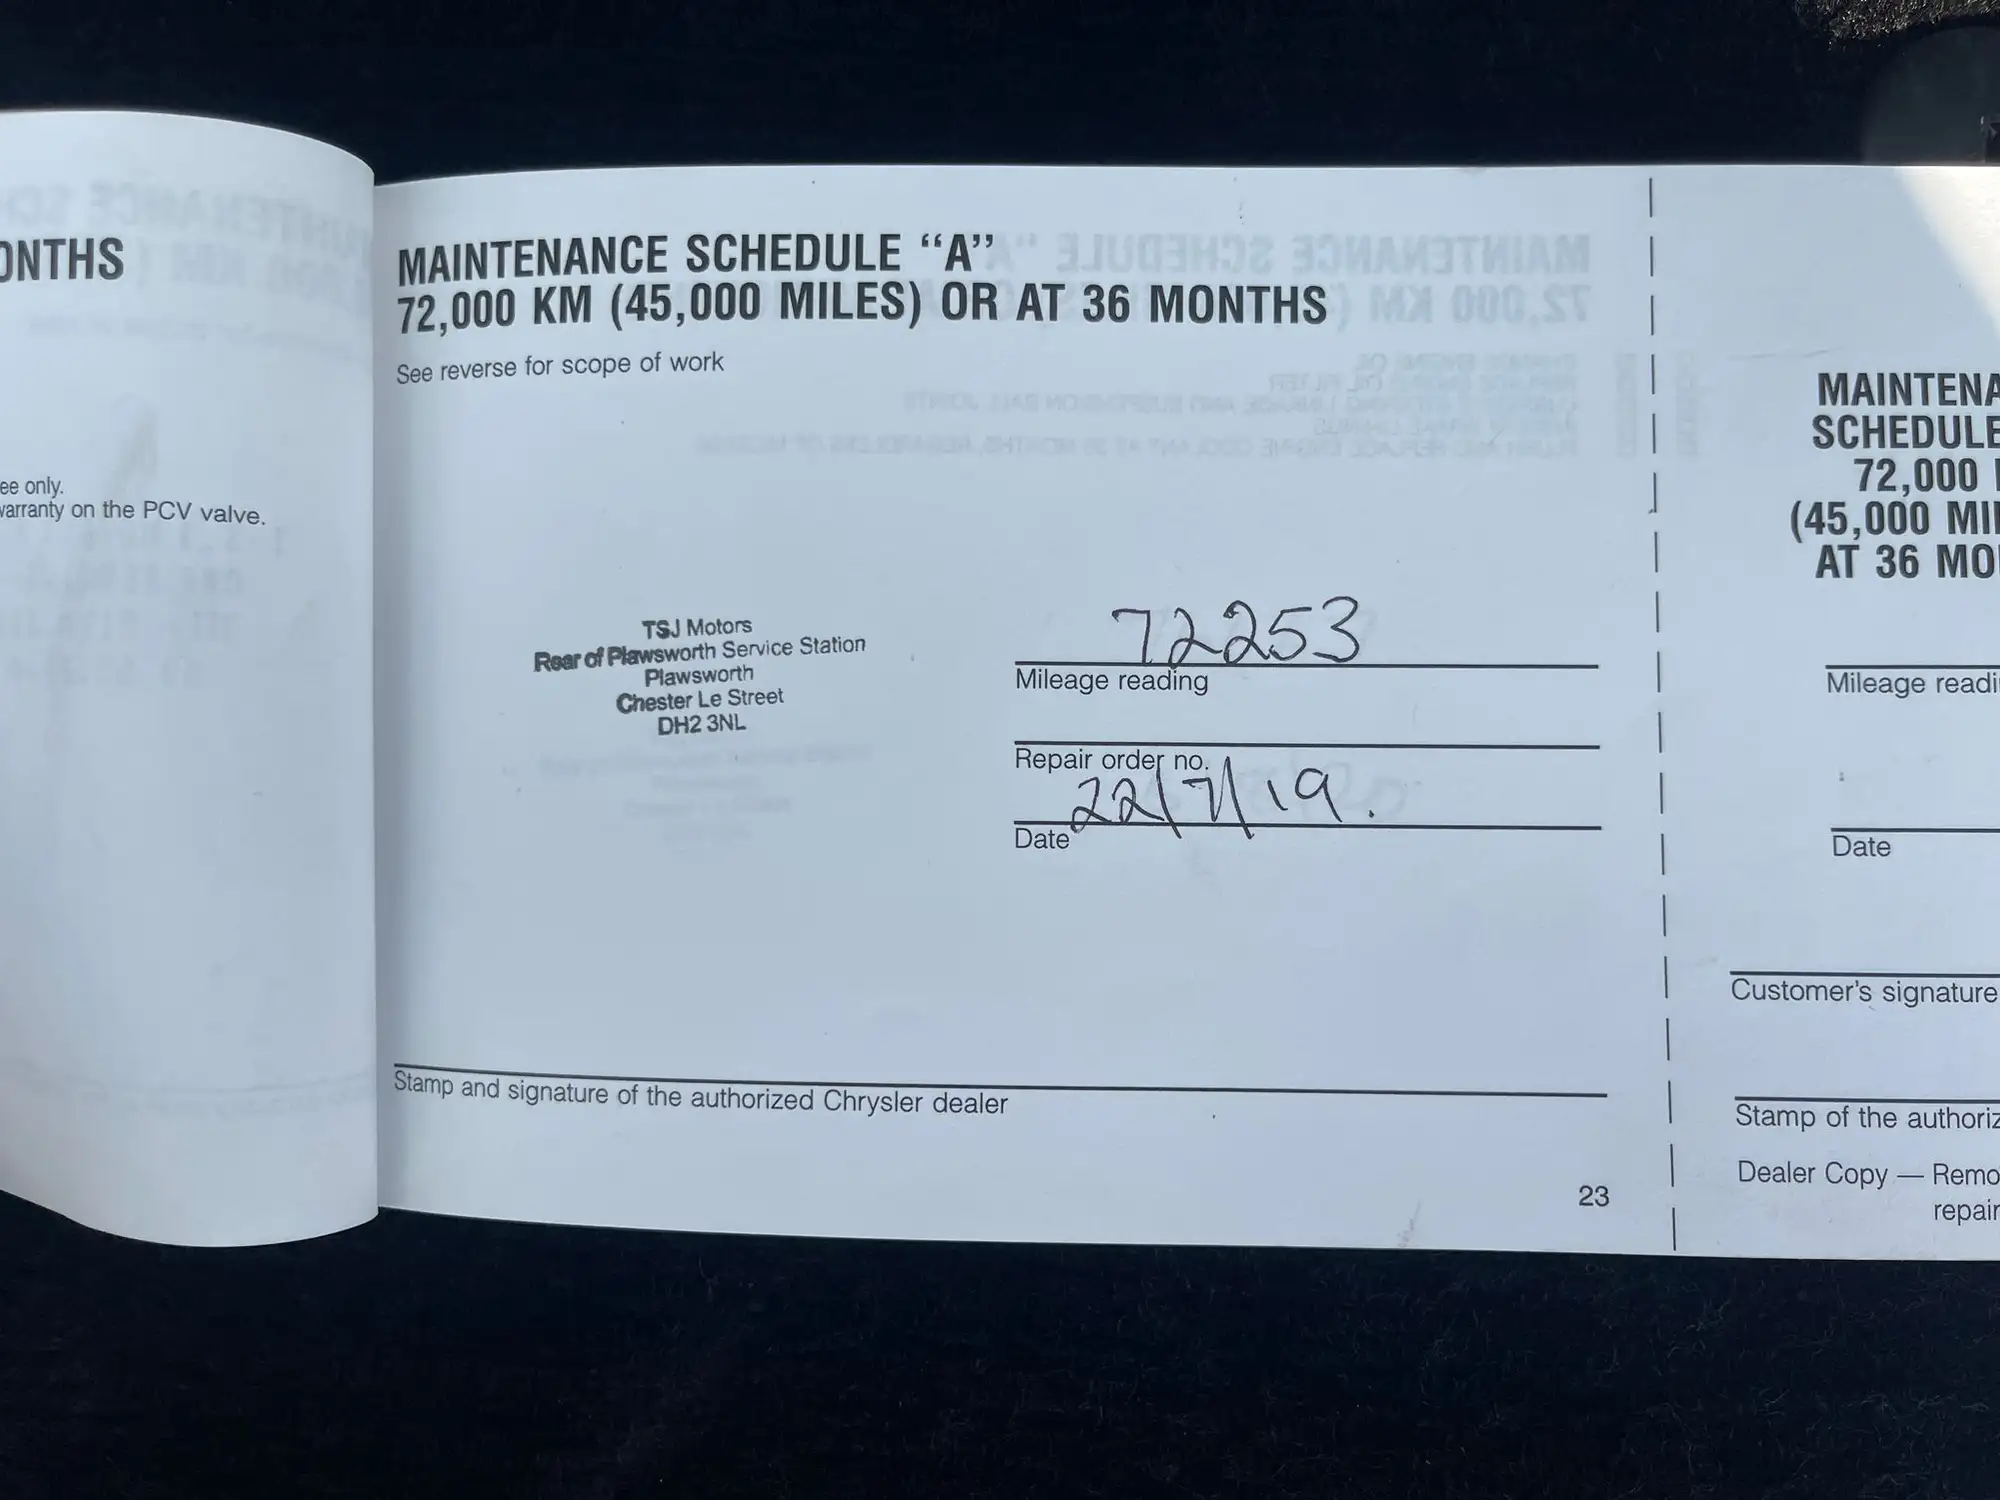 ONTHS
ee only.
warranty on the PCV valve.
MAINTENANCE SCHEDULE “A”
72,000 KM (45,000 MILES) OR AT 36 MONTHS
See reverse for scope of work
TSJ Motors
Rear of Plawsworth Service Station
Plawsworth
Chester Le Street
DH2 3NL
72253
Mileage reading
Repair order no.
22/7/19.
Date
Stamp and signature of the authorized Chrysler dealer
23
MAINTENA
SCHEDULE
72,000
(45,000 MI
AT 36 MO
Mileage readi
Date
Customer's signature
Stamp of the authoriz
Dealer Copy — Remo
repair